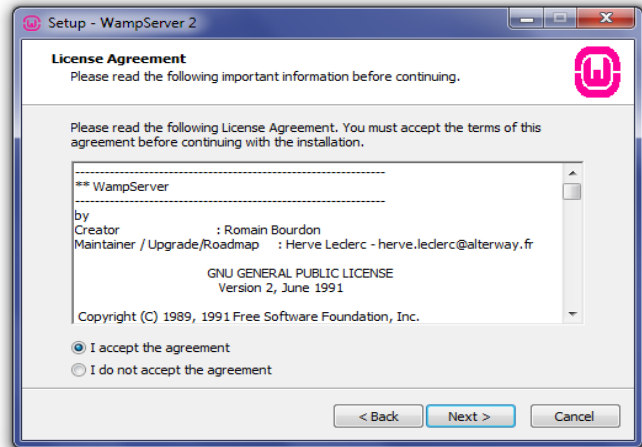 Setup - WampServer 2
License Agreement
Please read the following important information before continuing.
Please read the following License Agreement. You must accept the terms of this
agreement before continuing with the installation.
---------------------------------------------------------------
** WampServer
---------------------------------------------------------------
by
Creator : Romain Bourdon
Maintainer / Upgrade/Roadmap : Herve Leclerc - herve.leclerc@alterway.fr
GNU GENERAL PUBLIC LICENSE
Version 2, June 1991
Copyright (C) 1989, 1991 Free Software Foundation, Inc.
I accept the agreement
I do not accept the agreement
< Back Next > Cancel